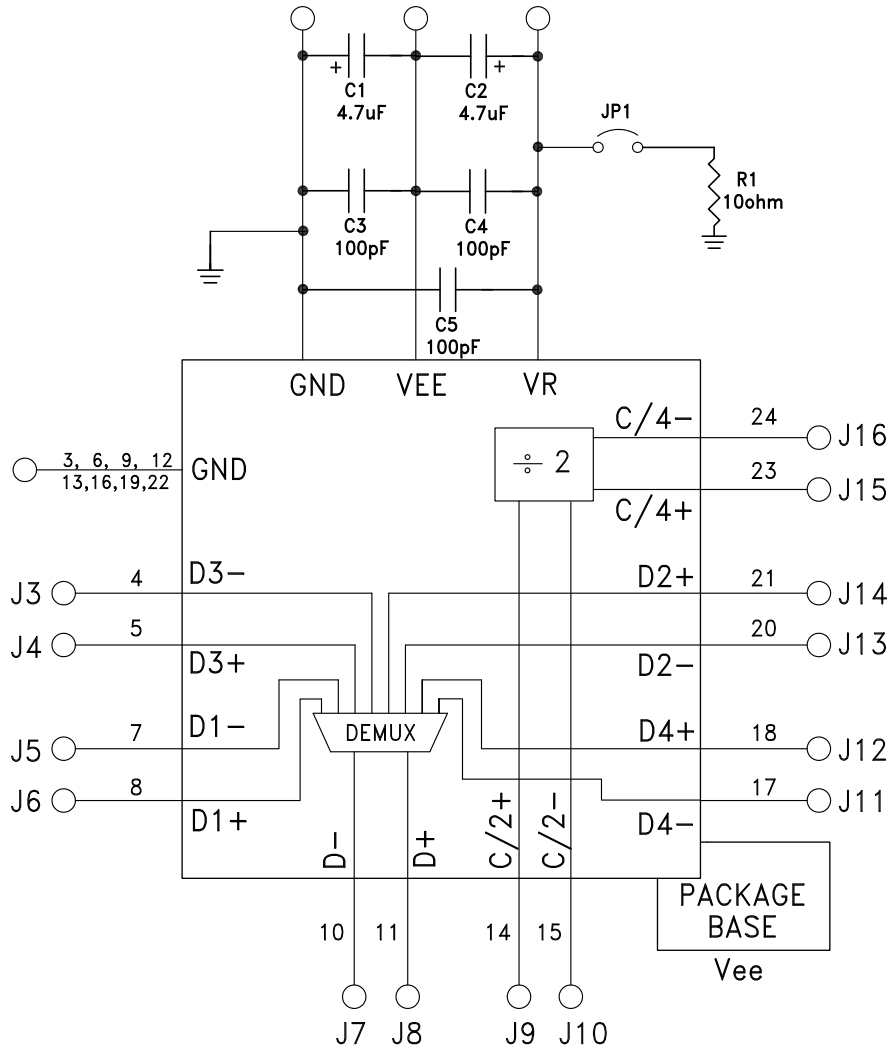 +
C1
4.7uF
+
C2
4.7uF
JP1
R1
10ohm
C3
100pF
C4
100pF
C5
100pF
GND
VEE
VR
3, 6, 9, 12
13,16,19,22
GND
÷ 2
C/4-
24
J16
23
J15
C/4+
J3
4
D3-
D2+
21
J14
J4
5
D3+
20
J13
D2-
D1-
J5
7
DEMUX
D4+
18
J12
J6
8
D1+
17
J11
D4-
D-
D+
C/2+
C/2-
PACKAGE
BASE
Vee
10
11
14
15
J7
J8
J9
J10